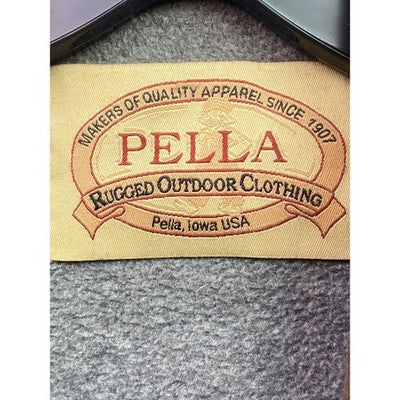 MAKERS OF QUALITY APPAREL SINCE 1907
PELLA
RUGGED OUTDOOR CLOTHING
Pella, Iowa USA